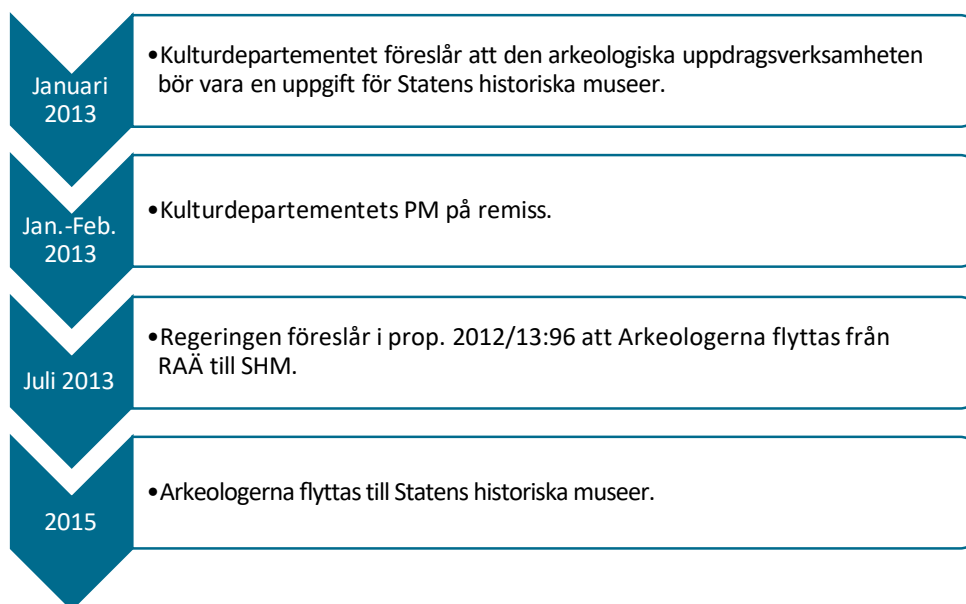 Januari
2013
•Kulturdepartementet föreslår att den arkeologiska uppdragsverksamheten
bör vara en uppgift för Statens historiska museer.
Jan.-Feb.
2013
•Kulturdepartementets PM på remiss.
Juli 2013
•Regeringen föreslår i prop. 2012/13:96 att Arkeologerna flyttas från
RAÄ till SHM.
2015
•Arkeologerna flyttas till Statens historiska museer.